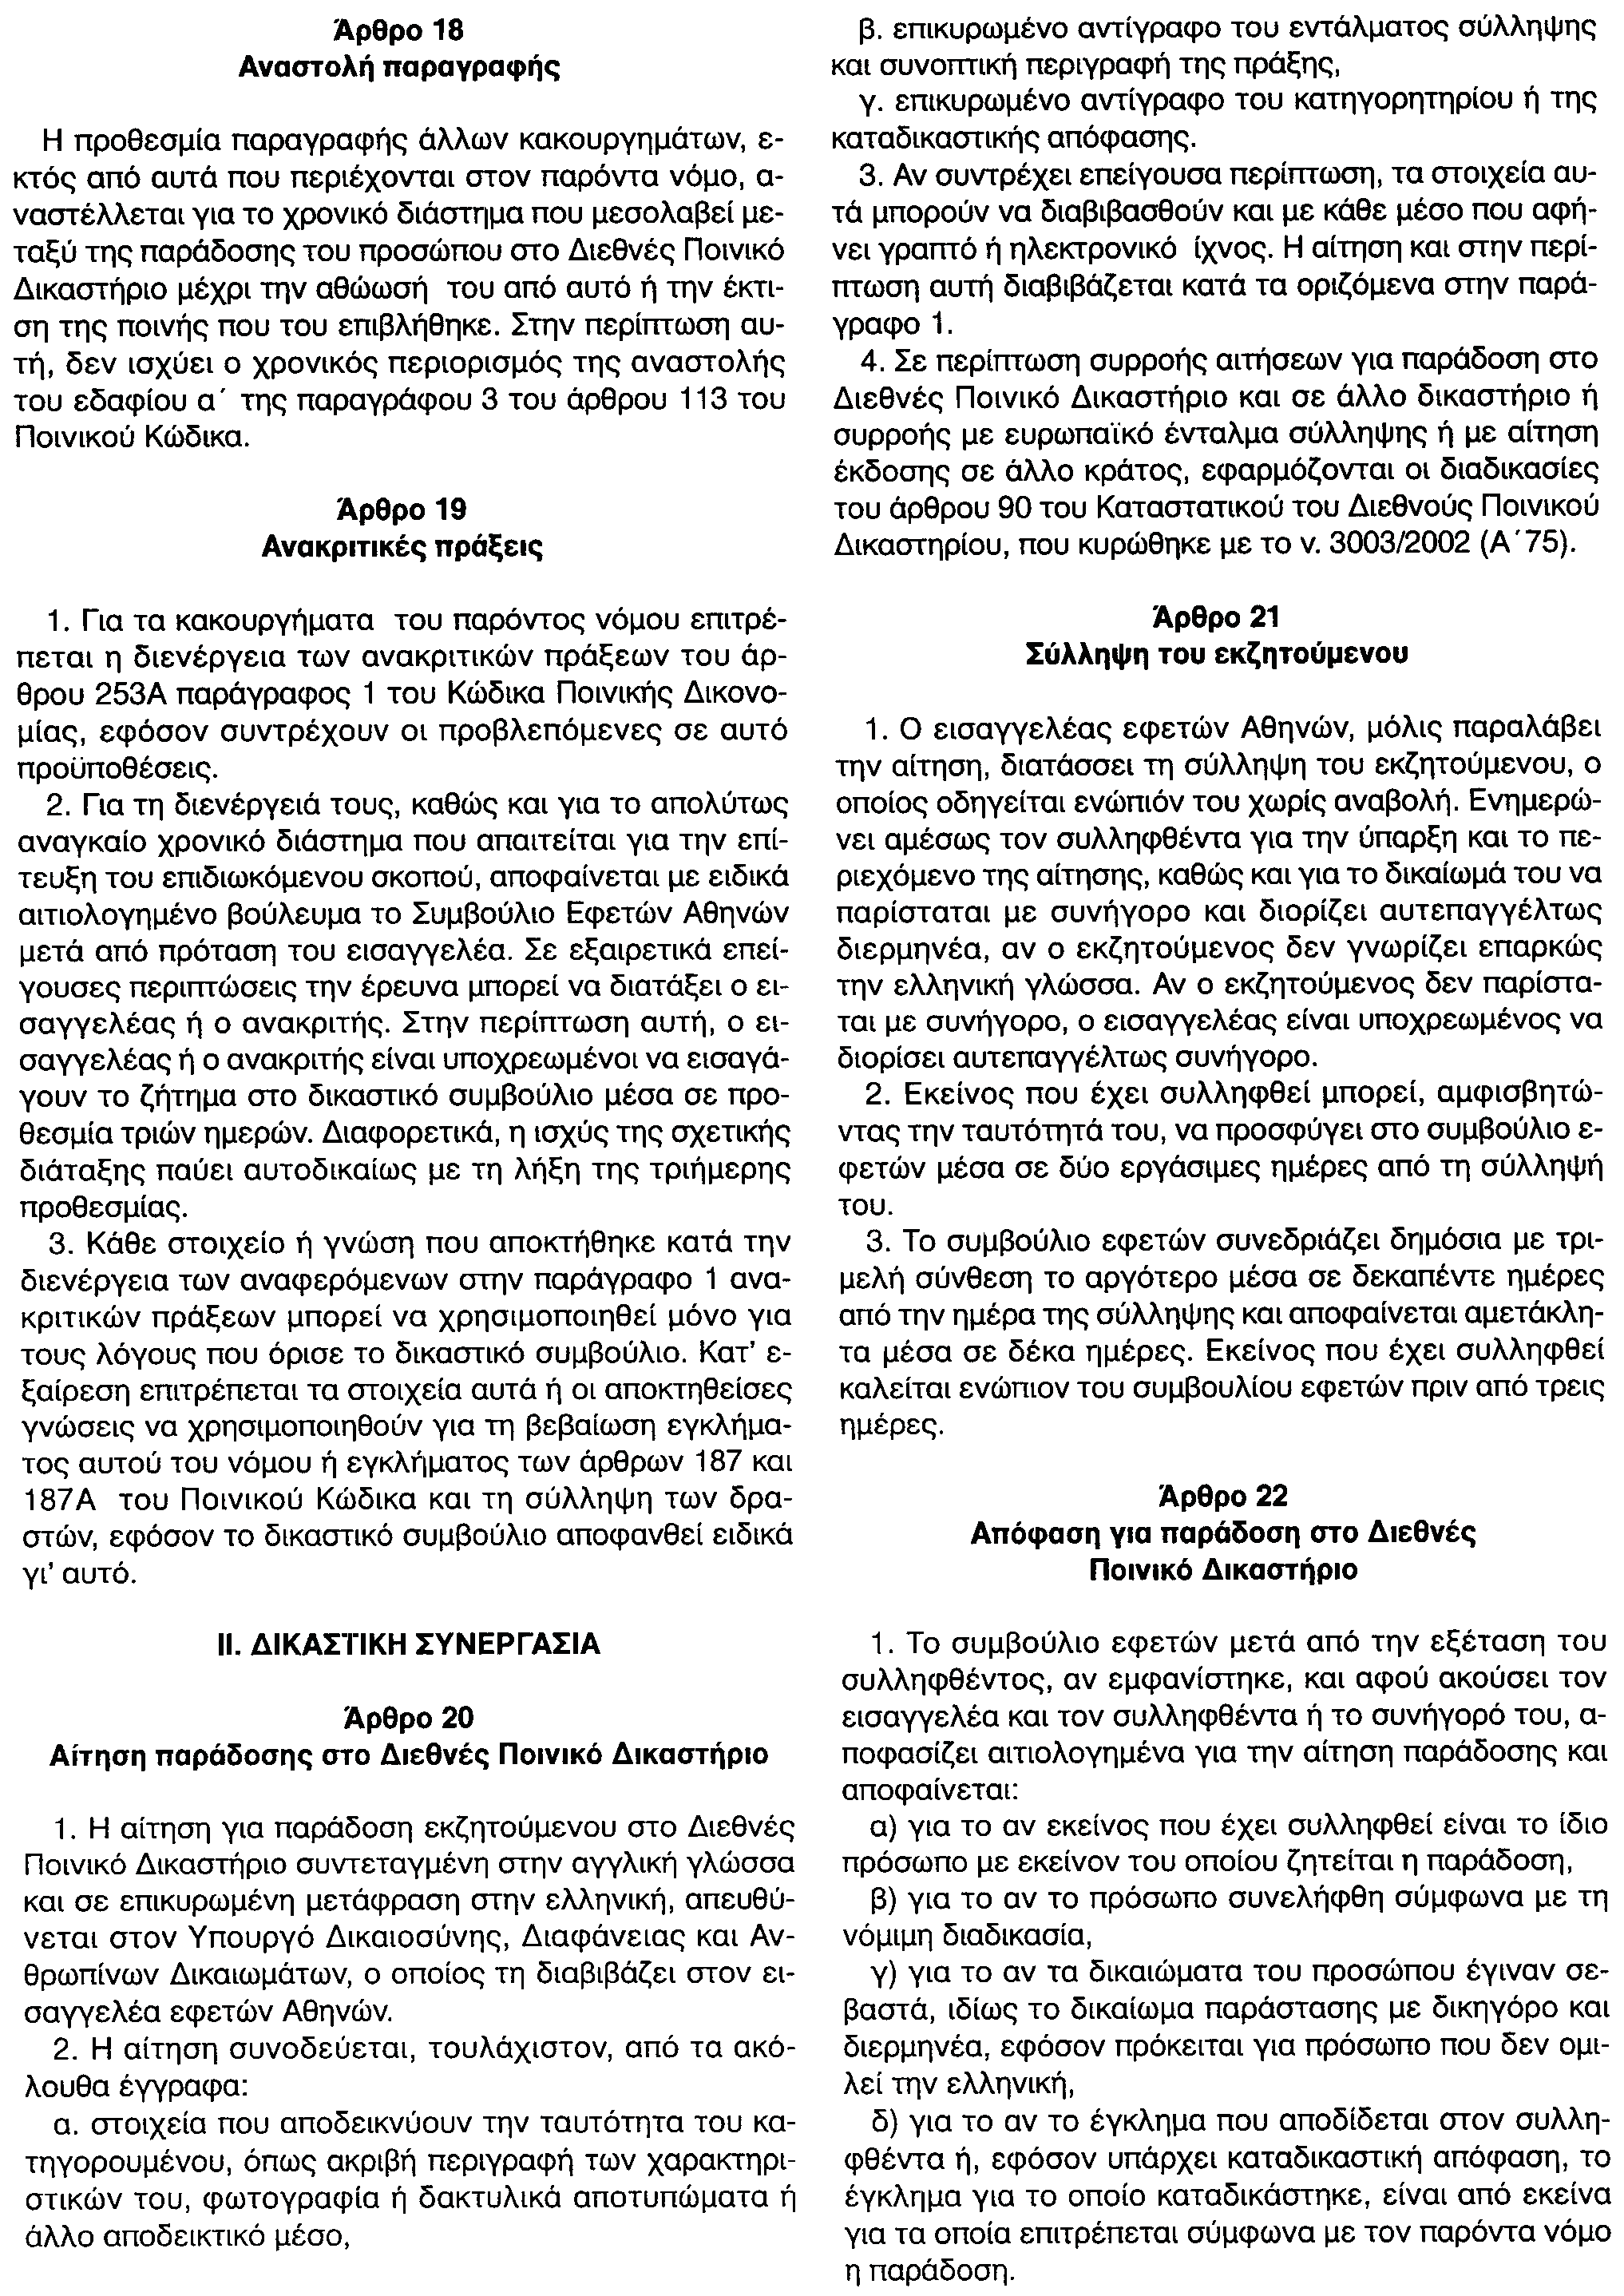 Άρθρο 18
Αναστολή παραγραφής
Η προθεσμία παραγραφής άλλων κακουργημάτων, ε-
κτός από αυτά που περιέχονται στον παρόντα νόμο, α-
ναστέλλεται για το χρονικό διάστημα που μεσολαβεί με-
ταξύ της παράδοσης του προσώπου στο Διεθνές Ποινικό
Δικαστήριο μέχρι την αθώωσή του από αυτό ή την έκτι-
ση της ποινής που του επιβλήθηκε. Στην περίπτωση αυ-
τή, δεν ισχύει ο χρονικός περιορισμός της αναστολής
του εδαφίου α΄ της παραγράφου 3 του άρθρου 113 του
Ποινικού Κώδικα.
Άρθρο 19
Ανακριτικές πράξεις
1. Για τα κακουργήματα του παρόντος νόμου επιτρέ-
πεται η διενέργεια των ανακριτικών πράξεων του άρ-
θρου 253Α παράγραφος 1 του Κώδικα Ποινικής Δικονο-
μίας, εφόσον συντρέχουν οι προβλεπόμενες σε αυτό
προϋποθέσεις.
2. Για τη διενέργειά τους, καθώς και για το απολύτως
αναγκαίο χρονικό διάστημα που απαιτείται για την επί-
τευξη του επιδιωκόμενου σκοπού, αποφαίνεται με ειδικά
αιτιολογημένο βούλευμα το Συμβούλιο Εφετών Αθηνών
μετά από πρόταση του εισαγγελέα. Σε εξαιρετικά επεί-
γουσες περιπτώσεις την έρευνα μπορεί να διατάξει ο ει-
σαγγελέας ή ο ανακριτής. Στην περίπτωση αυτή, ο ει-
σαγγελέας ή ο ανακριτής είναι υποχρεωμένοι να εισαγά-
γουν το ζήτημα στο δικαστικό συμβούλιο μέσα σε προ-
θεσμία τριών ημερών. Διαφορετικά, η ισχύς της σχετικής
διάταξης παύει αυτοδικαίως με τη λήξη της τριήμερης
προθεσμίας.
3. Κάθε στοιχείο ή γνώση που αποκτήθηκε κατά την
διενέργεια των αναφερόμενων στην παράγραφο 1 ανα-
κριτικών πράξεων μπορεί να χρησιμοποιηθεί μόνο για
τους λόγους που όρισε το δικαστικό συμβούλιο. Κατ’ ε-
ξαίρεση επιτρέπεται τα στοιχεία αυτά ή οι αποκτηθείσες
γνώσεις να χρησιμοποιηθούν για τη βεβαίωση εγκλήμα-
τος αυτού του νόμου ή εγκλήματος των άρθρων 187 και
187Α του Ποινικού Κώδικα και τη σύλληψη των δρα-
στών, εφόσον το δικαστικό συμβούλιο αποφανθεί ειδικά
γι’ αυτό.
ΙΙ. ΔΙΚΑΣΤΙΚΗ ΣΥΝΕΡΓΑΣΙΑ
Άρθρο 20
Αίτηση παράδοσης στο Διεθνές Ποινικό Δικαστήριο
1. Η αίτηση για παράδοση εκζητούμενου στο Διεθνές
Ποινικό Δικαστήριο συντεταγμένη στην αγγλική γλώσσα
και σε επικυρωμένη μετάφραση στην ελληνική, απευθύ-
νεται στον Υπουργό Δικαιοσύνης, Διαφάνειας και Αν-
θρωπίνων Δικαιωμάτων, ο οποίος τη διαβιβάζει στον ει-
σαγγελέα εφετών Αθηνών.
2. Η αίτηση συνοδεύεται, τουλάχιστον, από τα ακό-
λουθα έγγραφα:
α. στοιχεία που αποδεικνύουν την ταυτότητα του κα-
τηγορουμένου, όπως ακριβή περιγραφή των χαρακτηρι-
στικών του, φωτογραφία ή δακτυλικά αποτυπώματα ή
άλλο αποδεικτικό μέσο,
β. επικυρωμένο αντίγραφο του εντάλματος σύλληψης
και συνοπτική περιγραφή της πράξης,
γ. επικυρωμένο αντίγραφο του κατηγορητηρίου ή της
καταδικαστικής απόφασης.
3. Αν συντρέχει επείγουσα περίπτωση, τα στοιχεία αυ-
τά μπορούν να διαβιβασθούν και με κάθε μέσο που αφή-
νει γραπτό ή ηλεκτρονικό ίχνος. Η αίτηση και στην περί-
πτωση αυτή διαβιβάζεται κατά τα οριζόμενα στην παρά-
γραφο 1.
4. Σε περίπτωση συρροής αιτήσεων για παράδοση στο
Διεθνές Ποινικό Δικαστήριο και σε άλλο δικαστήριο ή
συρροής με ευρωπαϊκό ένταλμα σύλληψης ή με αίτηση
έκδοσης σε άλλο κράτος, εφαρμόζονται οι διαδικασίες
του άρθρου 90 του Καταστατικού του Διεθνούς Ποινικού
Δικαστηρίου, που κυρώθηκε με το ν. 3003/2002 (Α΄75).
Άρθρο 21
Σύλληψη του εκζητούμενου
1. Ο εισαγγελέας εφετών Αθηνών, μόλις παραλάβει
την αίτηση, διατάσσει τη σύλληψη του εκζητούμενου, ο
οποίος οδηγείται ενώπιόν του χωρίς αναβολή. Ενημερώ-
νει αμέσως τον συλληφθέντα για την ύπαρξη και το πε-
ριεχόμενο της αίτησης, καθώς και για το δικαίωμά του να
παρίσταται με συνήγορο και διορίζει αυτεπαγγέλτως
διερμηνέα, αν ο εκζητούμενος δεν γνωρίζει επαρκώς
την ελληνική γλώσσα. Αν ο εκζητούμενος δεν παρίστα-
ται με συνήγορο, ο εισαγγελέας είναι υποχρεωμένος να
διορίσει αυτεπαγγέλτως συνήγορο.
2. Εκείνος που έχει συλληφθεί μπορεί, αμφισβητώ-
ντας την ταυτότητά του, να προσφύγει στο συμβούλιο ε-
φετών μέσα σε δύο εργάσιμες ημέρες από τη σύλληψή
του.
3. Το συμβούλιο εφετών συνεδριάζει δημόσια με τρι-
μελή σύνθεση το αργότερο μέσα σε δεκαπέντε ημέρες
από την ημέρα της σύλληψης και αποφαίνεται αμετάκλη-
τα μέσα σε δέκα ημέρες. Εκείνος που έχει συλληφθεί
καλείται ενώπιον του συμβουλίου εφετών πριν από τρεις
ημέρες.
Άρθρο 22
Απόφαση για παράδοση στο Διεθνές
Ποινικό Δικαστήριο
1. Το συμβούλιο εφετών μετά από την εξέταση του
συλληφθέντος, αν εμφανίστηκε, και αφού ακούσει τον
εισαγγελέα και τον συλληφθέντα ή το συνήγορό του, α-
ποφασίζει αιτιολογημένα για την αίτηση παράδοσης και
αποφαίνεται:
α) για το αν εκείνος που έχει συλληφθεί είναι το ίδιο
πρόσωπο με εκείνον του οποίου ζητείται η παράδοση,
β) για το αν το πρόσωπο συνελήφθη σύμφωνα με τη
νόμιμη διαδικασία,
γ) για το αν τα δικαιώματα του προσώπου έγιναν σε-
βαστά, ιδίως το δικαίωμα παράστασης με δικηγόρο και
διερμηνέα, εφόσον πρόκειται για πρόσωπο που δεν ομι-
λεί την ελληνική,
δ) για το αν το έγκλημα που αποδίδεται στον συλλη-
φθέντα ή, εφόσον υπάρχει καταδικαστική απόφαση, το
έγκλημα για το οποίο καταδικάστηκε, είναι από εκείνα
για τα οποία επιτρέπεται σύμφωνα με τον παρόντα νόμο
η παράδοση.